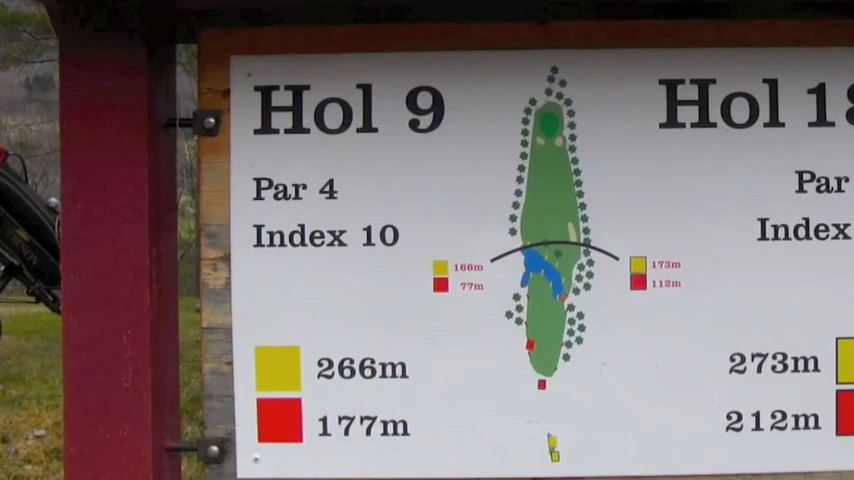 Hol 9
Par 4
Index 10
166m
77m
266m
177m
Hol 18
Par
Index
173m
112m
273m
212m